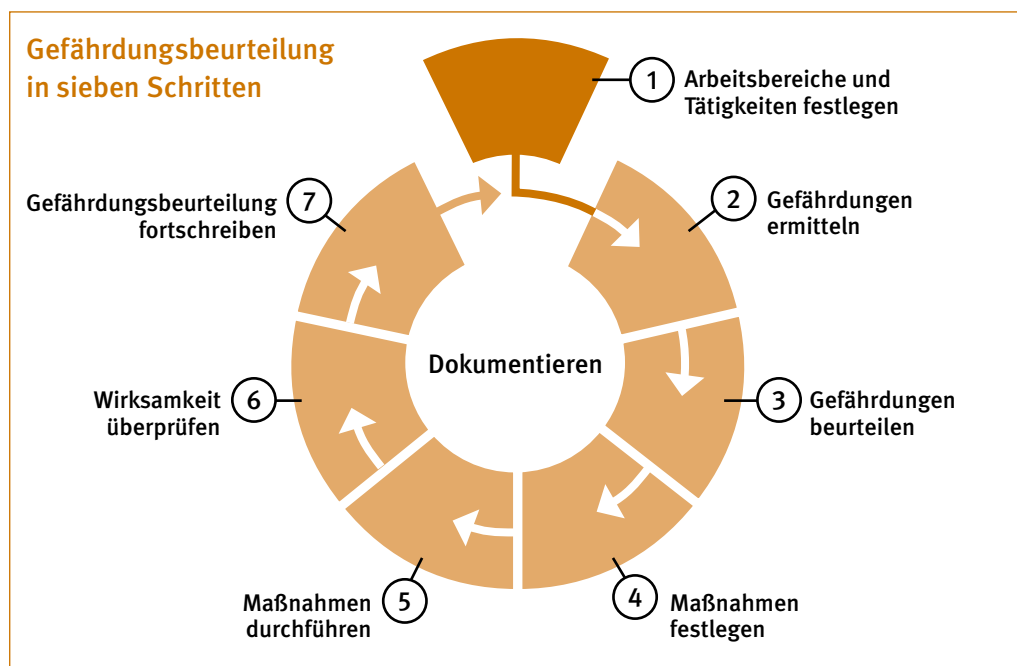 Gefährdungsbeurteilung
in sieben Schritten
1
Arbeitsbereiche und
Tätigkeiten festlegen
2
Gefährdungen
ermitteln
3
Gefährdungen
beurteilen
4
Maßnahmen
festlegen
5
Maßnahmen
durchführen
6
Wirksamkeit
überprüfen
7
Gefährdungsbeurteilung
fortschreiben
Dokumentieren